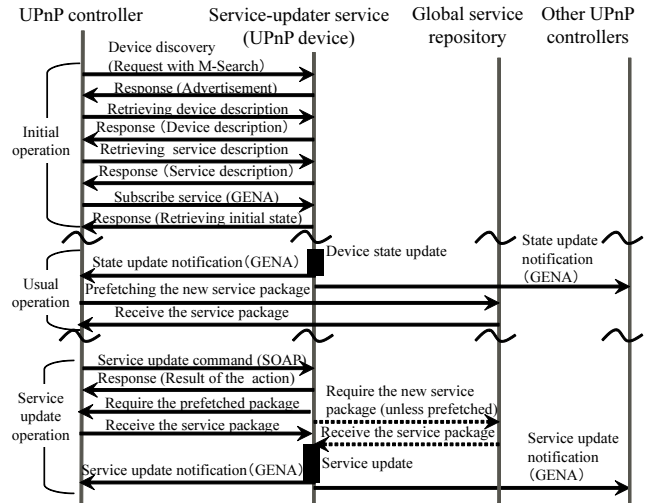 UPnP controller
Service-updater service
(UPnP device)
Global service
repository
Other UPnP
controllers
Device discovery
(Request with M-Search)
Response (Advertisement)
Retrieving device description
Response (Device description)
Initial
operation
Retrieving service description
Response (Service description)
Subscribe service (GENA)
Response (Retrieving initial state)
Device state update
State update
notification
(GENA)
State update notification(GENA)
Usual
operation
Prefetching the new service package
Receive the service package
Service update command (SOAP)
Response (Result of the action)
Require the prefetched package
Require the new service
package (unless prefetched)
Service
update
operation
Receive the service package
Receive the service package
Service update
notification
(GENA)
Service update
Service update notification(GENA)